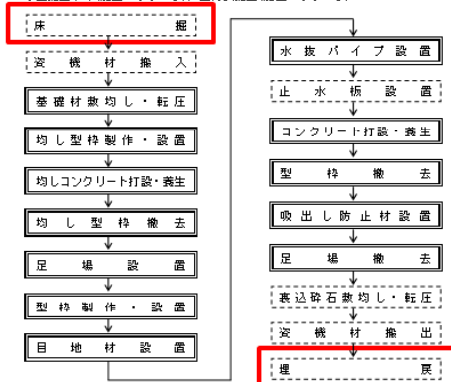 床掘
資機材搬入
基礎材敷均し・転圧
均し型枠製作・設置
均しコンクリート打設・養生
均し型枠撤去
足場設置
型枠製作・設置
目地材設置
水抜パイプ設置
止水板設置
コンクリート打設・養生
型枠撤去
吸出し防止材設置
足場撤去
裏込砕石敷均し・転圧
資機材搬出
埋戻